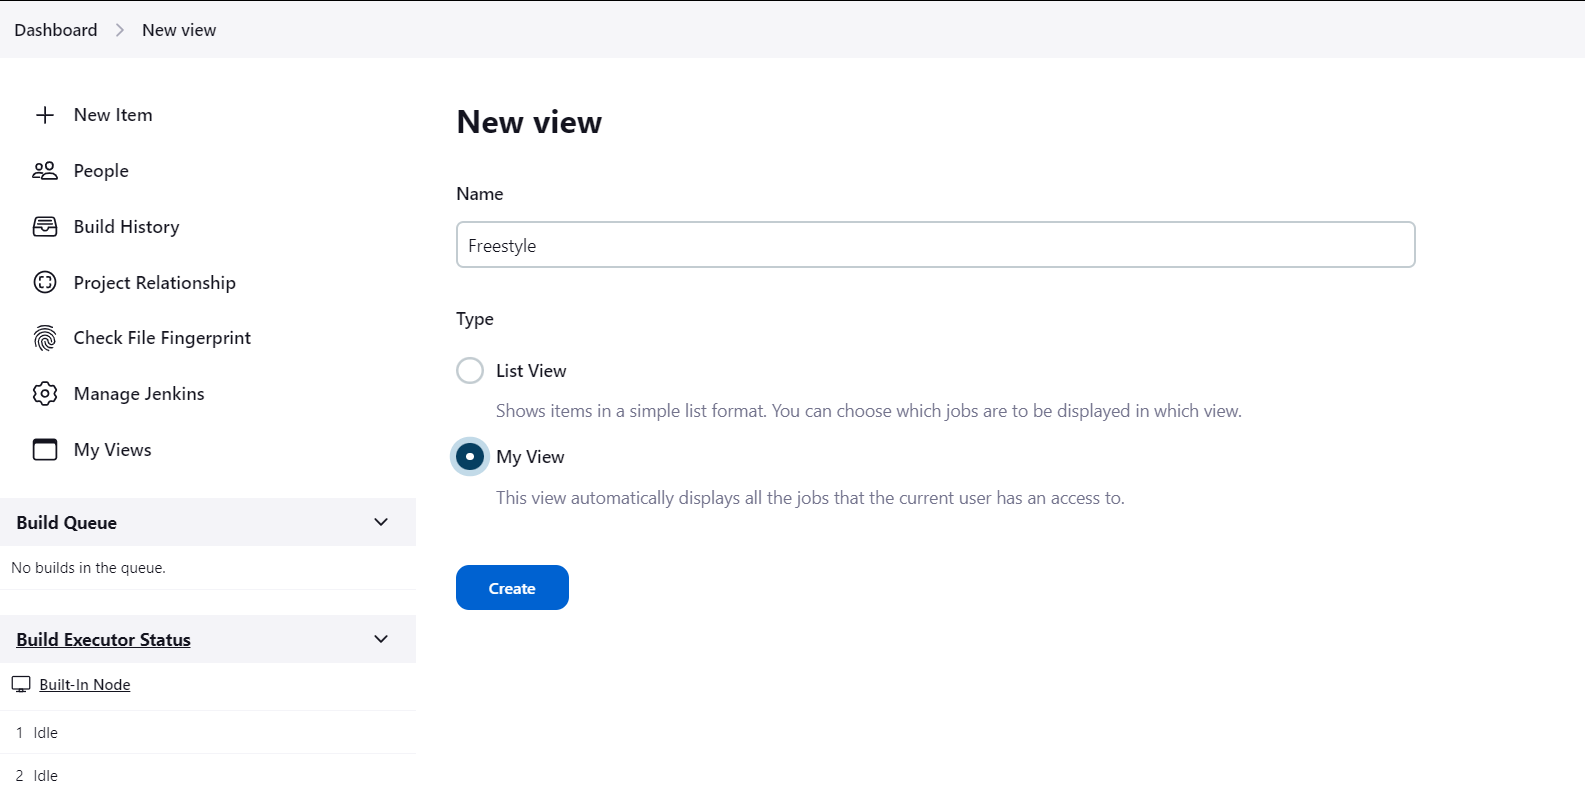 Dashboard > New view
New Item
People
Build History
Project Relationship
Check File Fingerprint
Manage Jenkins
My Views
Build Queue
No builds in the queue.
Build Executor Status
Built-In Node
1 Idle
2 Idle
New view
Name
Freestyle
Type
List View
Shows items in a simple list format. You can choose which jobs are to be displayed in which view.
My View
This view automatically displays all the jobs that the current user has an access to.
Create